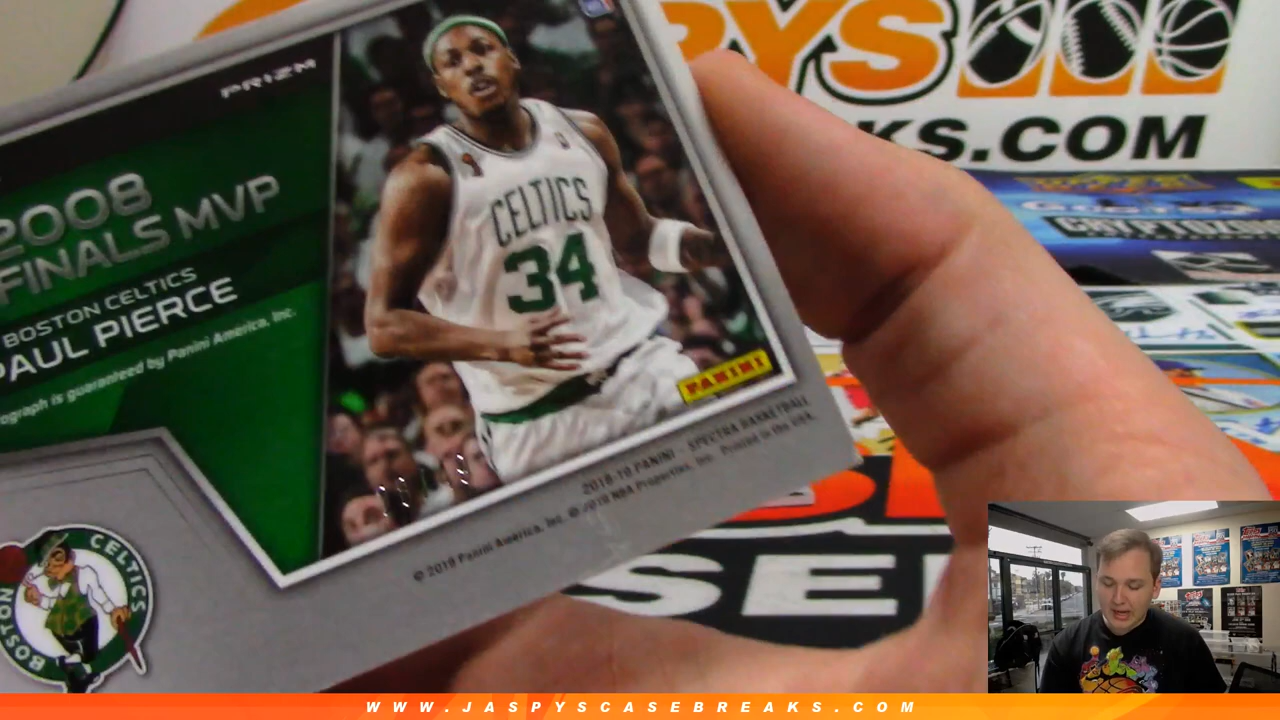 PYS
KS.COM
PRIZM
2008
FINALS MVP
BOSTON CELTICS
PAUL PIERCE
ograph is guaranteed by Panini America, Inc.
CELTICS
34
PANINI
2018-19 PANINI - SPECTRA BASKETBALL
© 2019 Panini America, Inc. © 2019 NBA Properties, Inc. Printed in the USA.
BOSTON CELTICS
CRYPTOZOIC
SE
WWW.JASPYSCASEBREAKS.COM